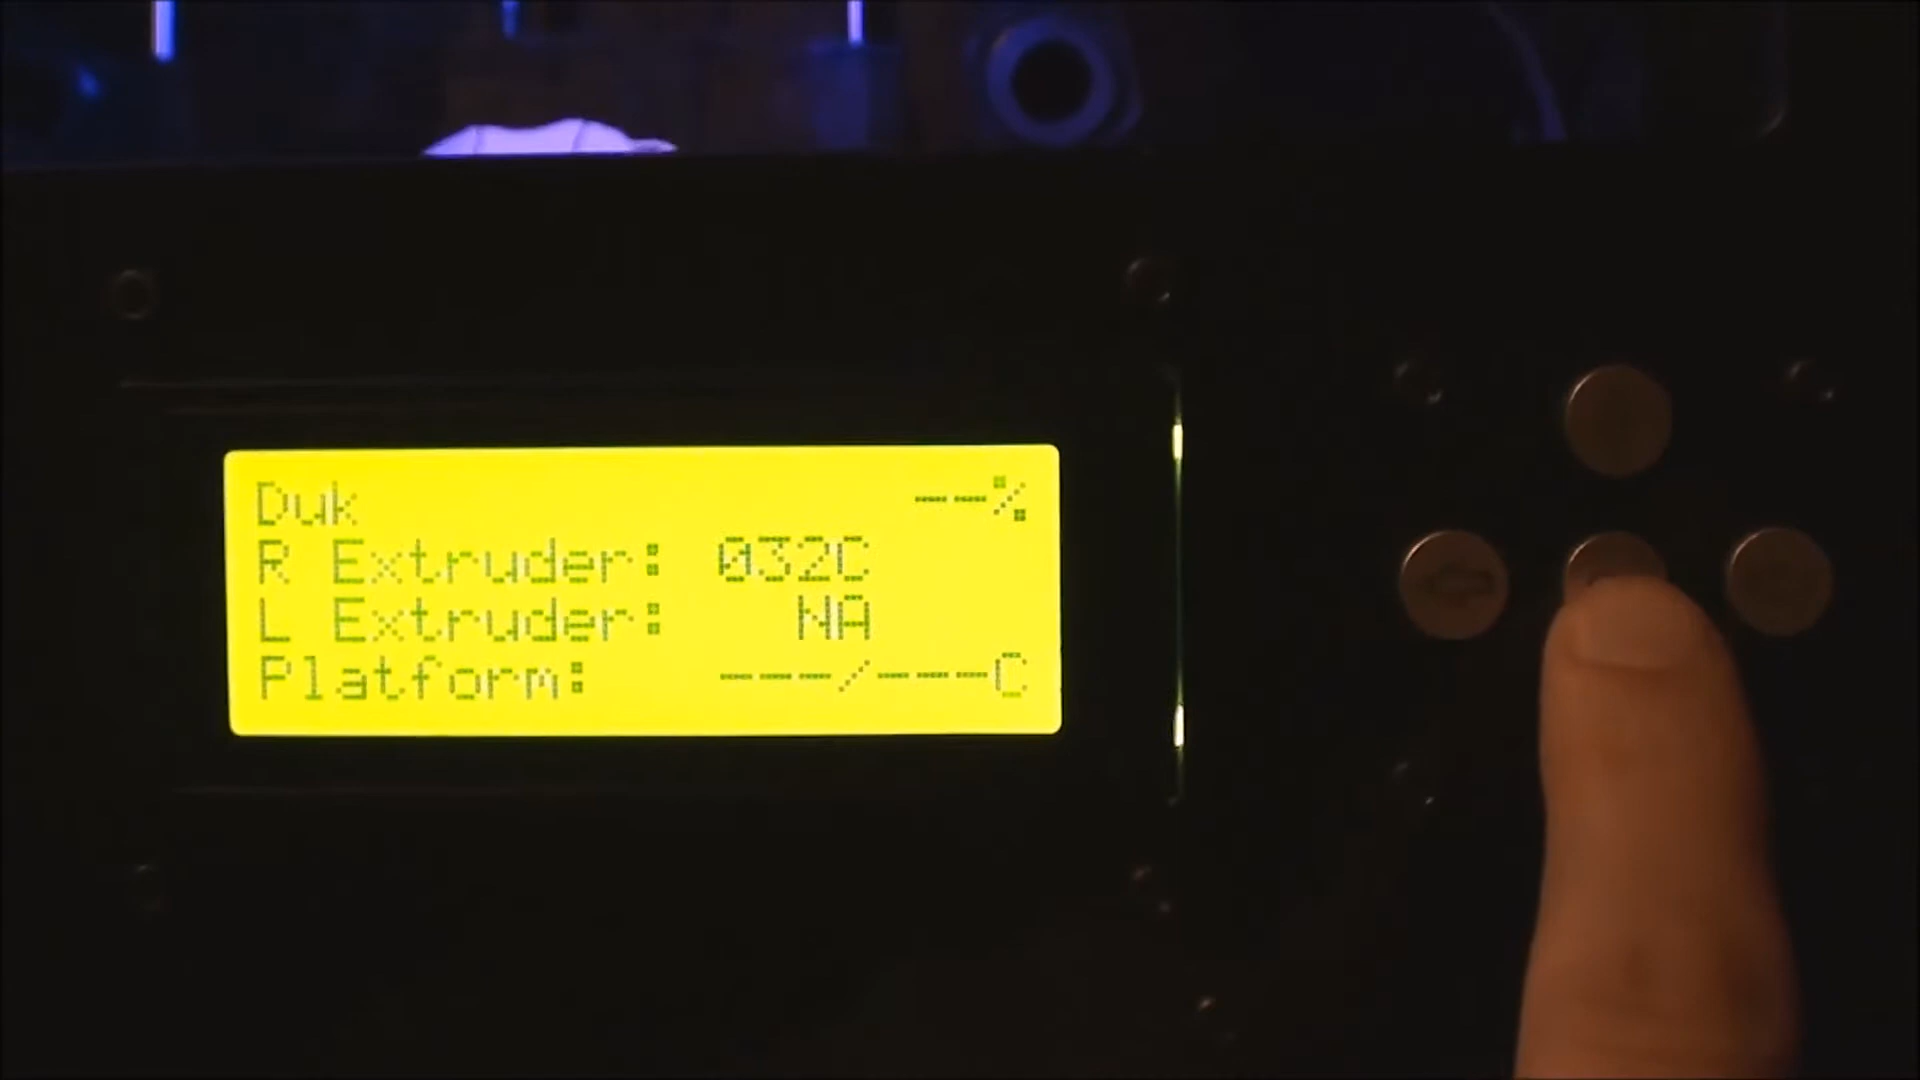 Duk --%
R Extruder: 032C
L Extruder: NA
Platform: ---/---C